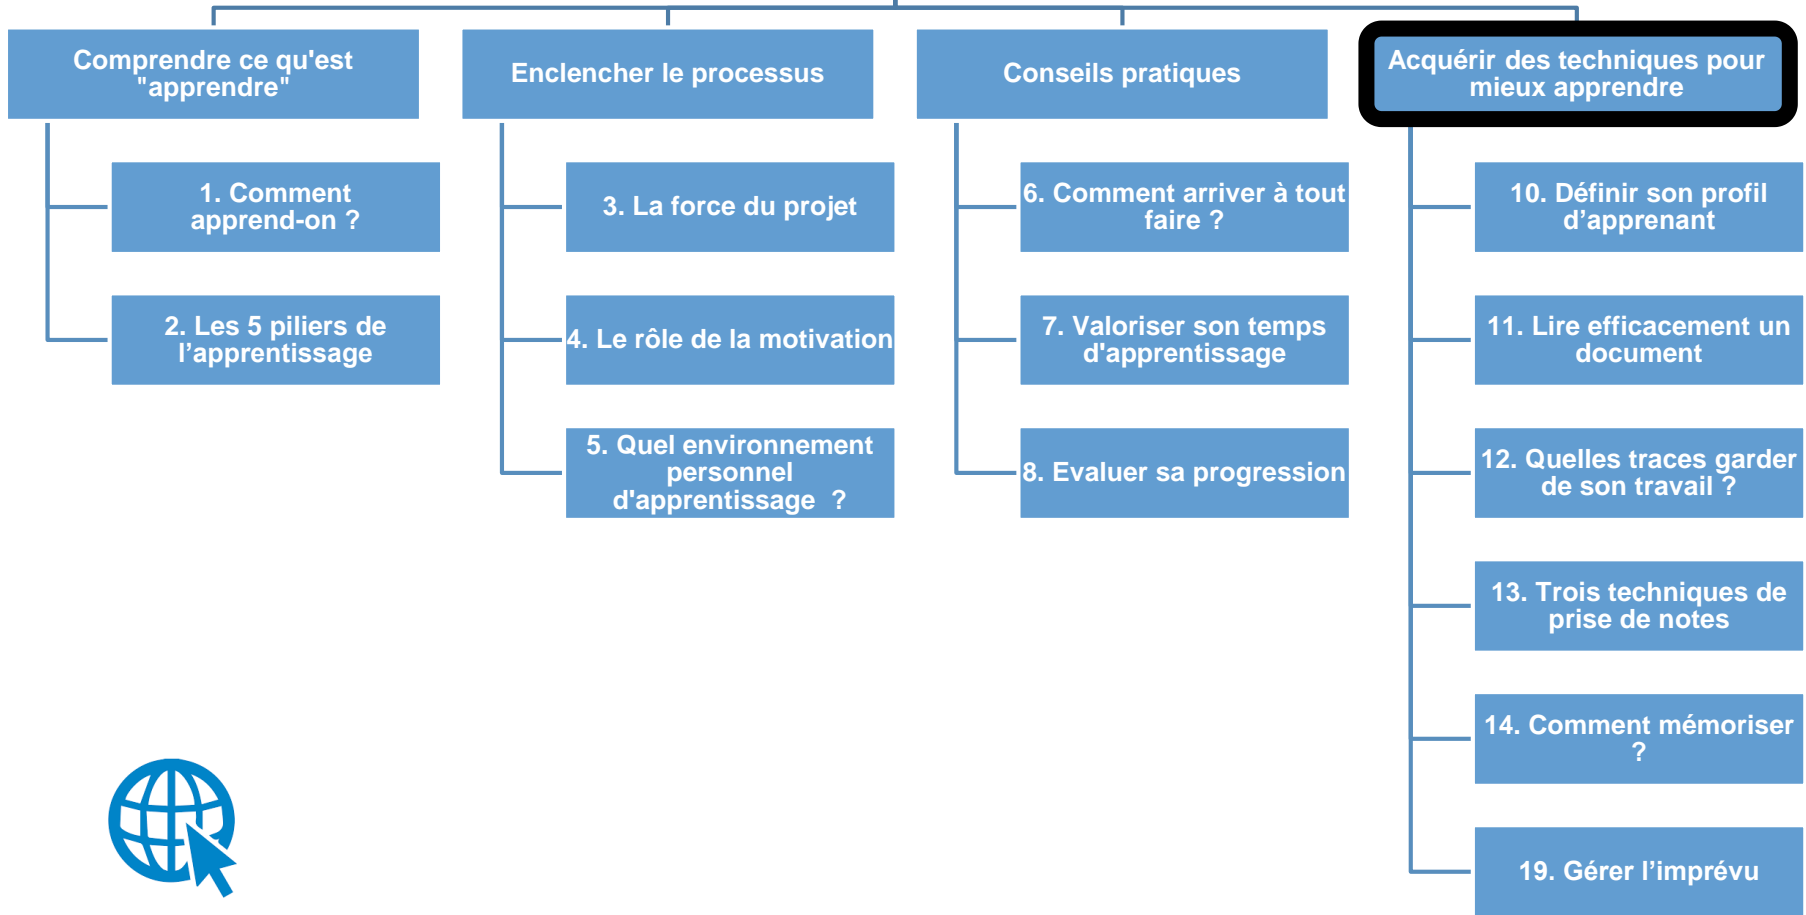 Comprendre ce qu'est
"apprendre"
1. Comment
apprend-on ?
2. Les 5 piliers de
l’apprentissage
Enclencher le processus
3. La force du projet
4. Le rôle de la motivation
5. Quel environnement
personnel
d'apprentissage ?
Conseils pratiques
6. Comment arriver à tout
faire ?
7. Valoriser son temps
d'apprentissage
8. Evaluer sa progression
Acquérir des techniques pour
mieux apprendre
10. Définir son profil
d’apprenant
11. Lire efficacement un
document
12. Quelles traces garder
de son travail ?
13. Trois techniques de
prise de notes
14. Comment mémoriser
?
19. Gérer l’imprévu